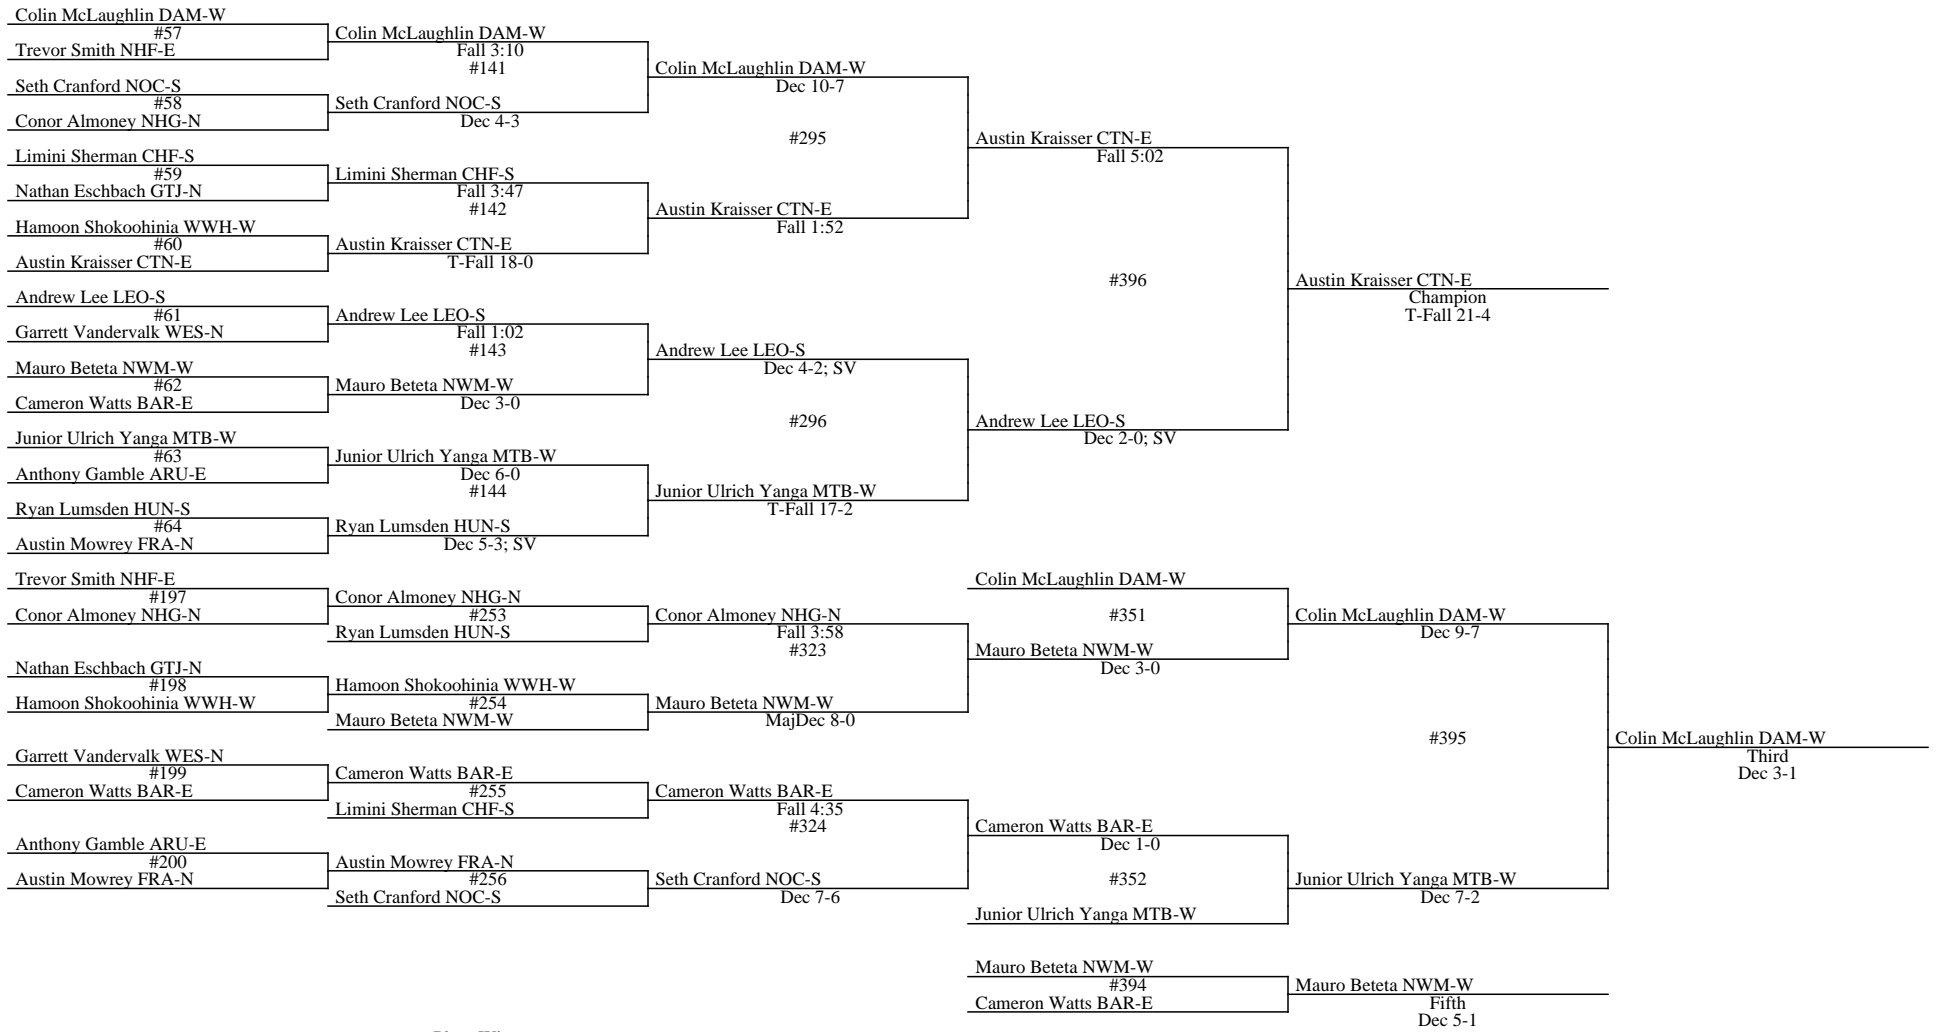 Colin McLaughlin DAM-W
#57
Trevor Smith NHF-E
Seth Cranford NOC-S
#58
Conor Almoney NHG-N
Limini Sherman CHF-S
#59
Nathan Eschbach GTJ-N
Hamoon Shokoohinia WWH-W
#60
Austin Kraisser CTN-E
Andrew Lee LEO-S
#61
Garrett Vandervalk WES-N
Mauro Beteta NWM-W
#62
Cameron Watts BAR-E
Junior Ulrich Yanga MTB-W
#63
Anthony Gamble ARU-E
Ryan Lumsden HUN-S
#64
Austin Mowrey FRA-N
Colin McLaughlin DAM-W
Fall 3:10
#141
Seth Cranford NOC-S
Dec 4-3
Limini Sherman CHF-S
Fall 3:47
#142
Austin Kraisser CTN-E
T-Fall 18-0
Andrew Lee LEO-S
Fall 1:02
#143
Mauro Beteta NWM-W
Dec 3-0
Junior Ulrich Yanga MTB-W
Dec 6-0
#144
Ryan Lumsden HUN-S
Dec 5-3; SV
Colin McLaughlin DAM-W
Dec 10-7
#295
Austin Kraisser CTN-E
Fall 1:52
Andrew Lee LEO-S
Dec 4-2; SV
#296
Junior Ulrich Yanga MTB-W
T-Fall 17-2
Austin Kraisser CTN-E
Fall 5:02
#396
Andrew Lee LEO-S
Dec 2-0; SV
Austin Kraisser CTN-E
Champion
T-Fall 21-4
Trevor Smith NHF-E
#197
Conor Almoney NHG-N
Nathan Eschbach GTJ-N
#198
Hamoon Shokoohinia WWH-W
Garrett Vandervalk WES-N
#199
Cameron Watts BAR-E
Anthony Gamble ARU-E
#200
Austin Mowrey FRA-N
Conor Almoney NHG-N
#253
Ryan Lumsden HUN-S
Hamoon Shokoohinia WWH-W
#254
Mauro Beteta NWM-W
Cameron Watts BAR-E
#255
Limini Sherman CHF-S
Austin Mowrey FRA-N
#256
Seth Cranford NOC-S
Conor Almoney NHG-N
Fall 3:58
#323
Mauro Beteta NWM-W
MajDec 8-0
Cameron Watts BAR-E
Fall 4:35
#324
Seth Cranford NOC-S
Dec 7-6
Colin McLaughlin DAM-W
#351
Mauro Beteta NWM-W
Dec 3-0
Cameron Watts BAR-E
Dec 1-0
#352
Junior Ulrich Yanga MTB-W
Colin McLaughlin DAM-W
Dec 9-7
#395
Junior Ulrich Yanga MTB-W
Dec 7-2
Colin McLaughlin DAM-W
Third
Dec 3-1
Mauro Beteta NWM-W
#394
Cameron Watts BAR-E
Mauro Beteta NWM-W
Fifth
Dec 5-1